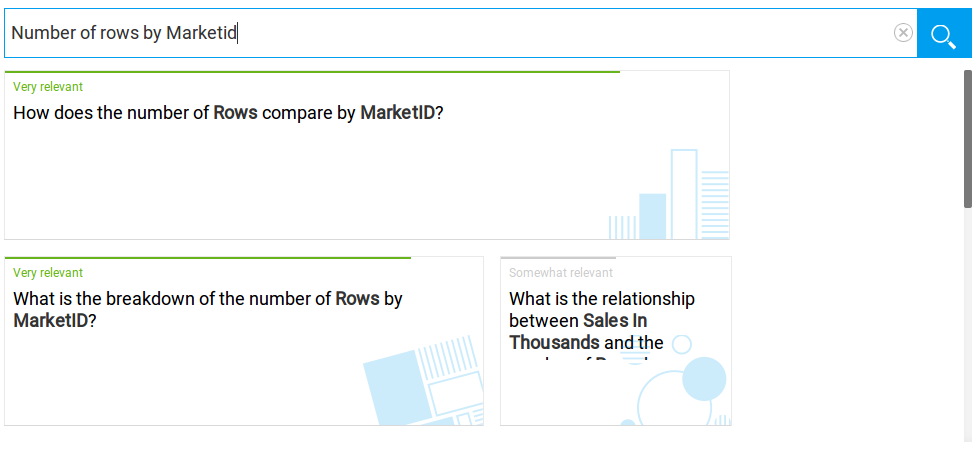 Number of rows by Marketid
Very relevant
How does the number of Rows compare by MarketID?
Very relevant
What is the breakdown of the number of Rows by
MarketID?
Somewhat relevant
What is the relationship
between Sales In
Thousands and the